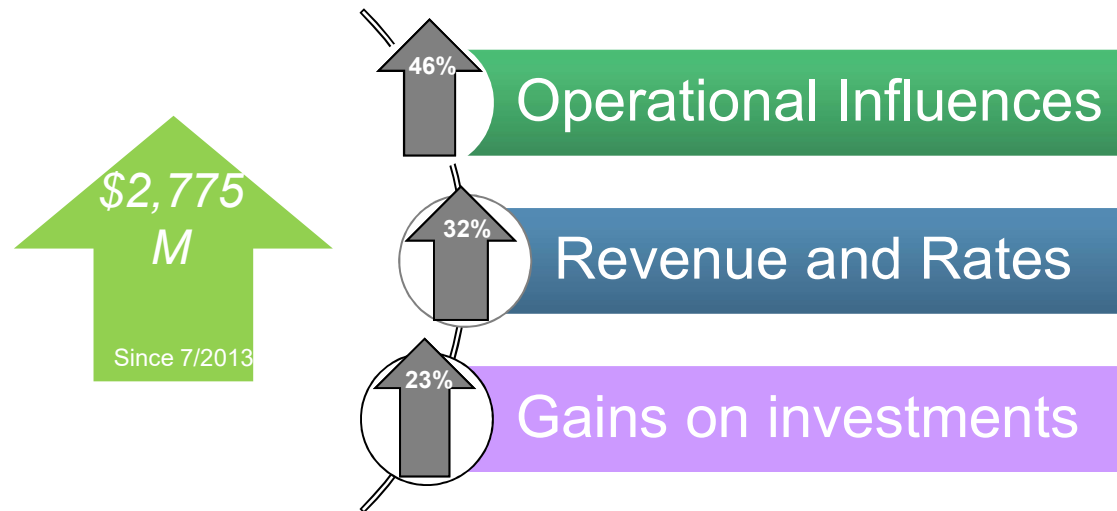 $2,775
M
Since 7/2013
46%
Operational Influences
32%
Revenue and Rates
23%
Gains on investments